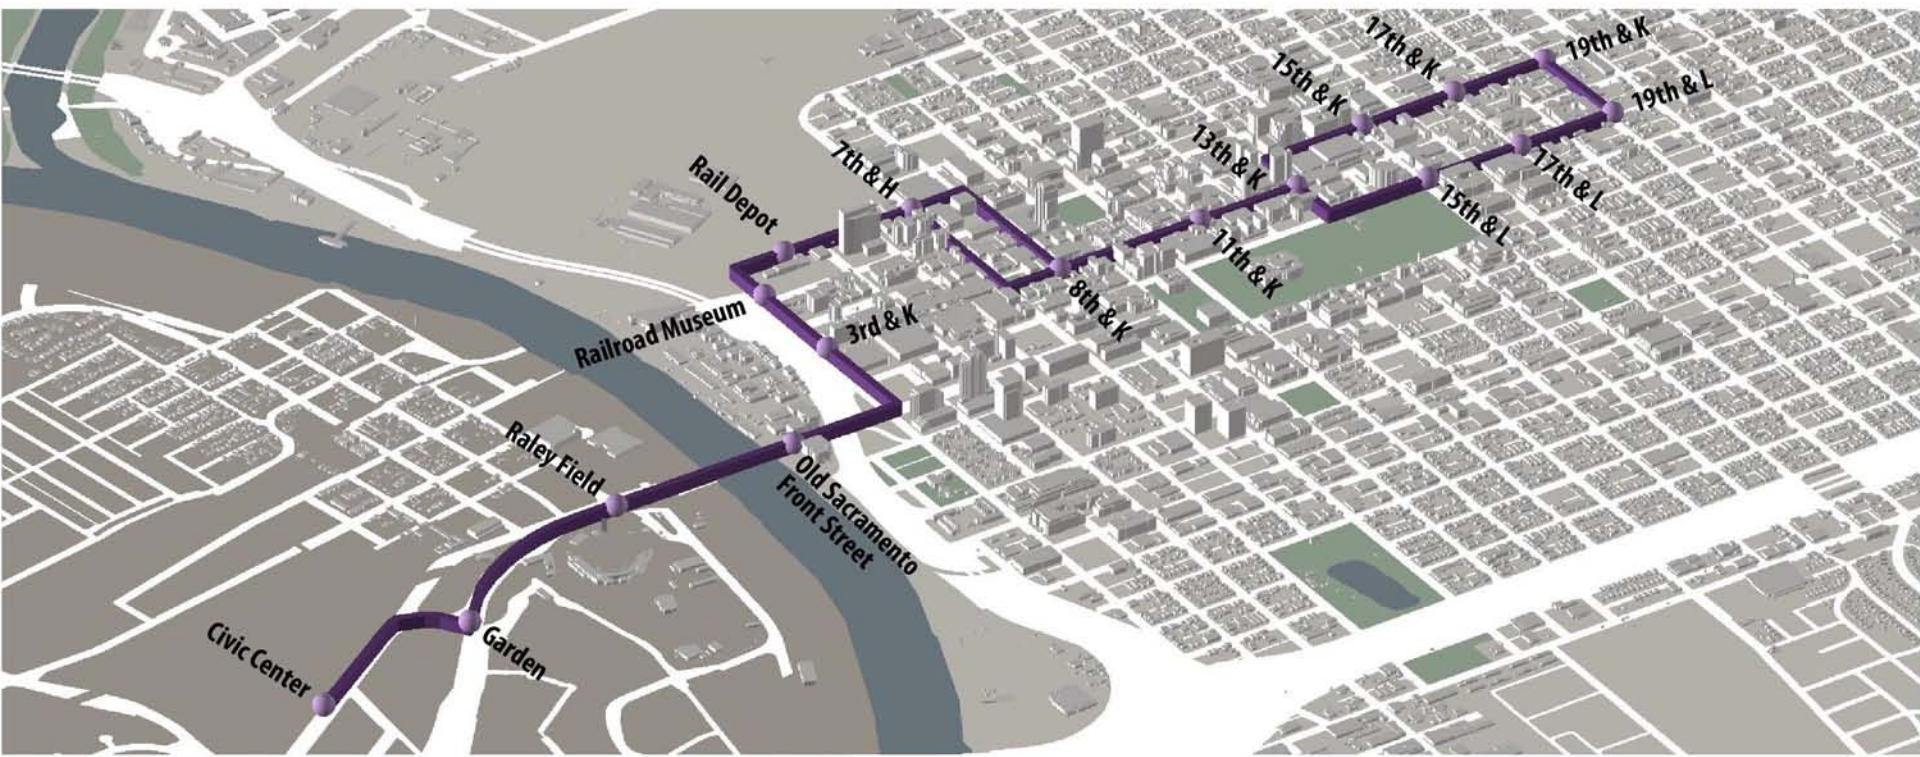 17th & K
19th & K
15th & K
19th & L
13th & K
7th & H
Rail Depot
17th & L
15th & L
11th & K
8th & K
Railroad Museum
3rd & K
Raley Field
Old Sacramento
Front Street
Civic Center
Garden